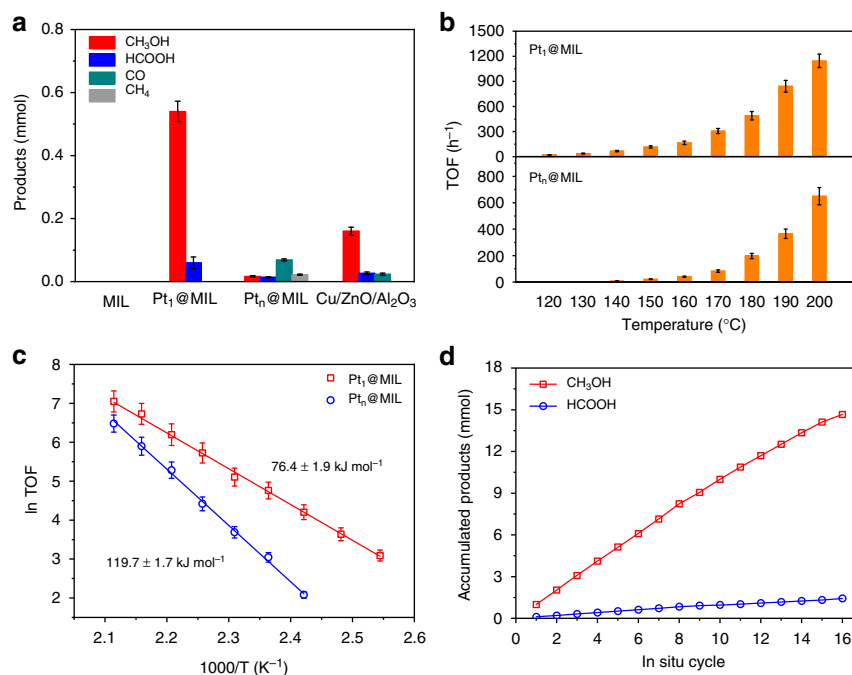 a
CH₃OH
HCOOH
CO
CH₄
Products (mmol)
0.8
0.6
0.4
0.2
0.0
MIL Pt₁@MIL Ptₙ@MIL Cu/ZnO/Al₂O₃
b
Pt₁@MIL
1500
1200
900
600
300
0
TOF (h⁻¹)
Ptₙ@MIL
800
600
400
200
0
120 130 140 150 160 170 180 190 200
Temperature (°C)
c
Pt₁@MIL
Ptₙ@MIL
8
7
6
5
4
3
2
ln TOF
76.4 ± 1.9 kJ mol⁻¹
119.7 ± 1.7 kJ mol⁻¹
2.1 2.2 2.3 2.4 2.5 2.6
1000/T (K⁻¹)
d
CH₃OH
HCOOH
18
15
12
9
6
3
0
Accumulated products (mmol)
0 2 4 6 8 10 12 14 16
In situ cycle